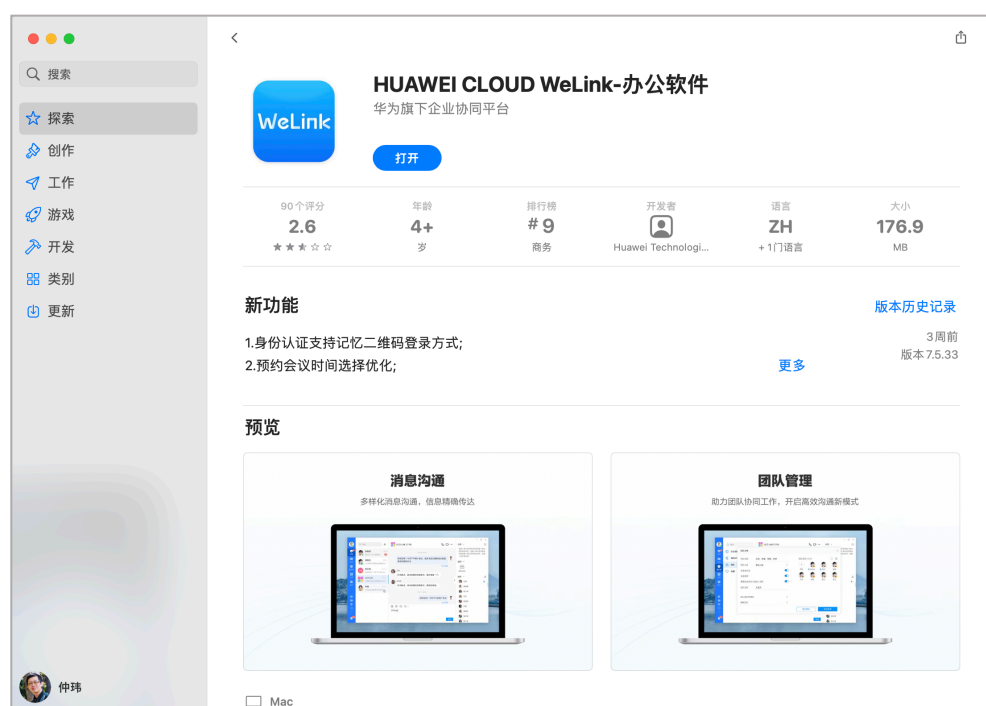 搜索
探索
创作
工作
游戏
开发
类别
更新
仲玮
WeLink
HUAWEI CLOUD WeLink-办公软件
华为旗下企业协同平台
打开
90个评分
2.6
年龄
4+
岁
排行榜
#9
商务
开发者
Huawei Technologi...
语言
ZH
+1门语言
大小
176.9
MB
新功能
版本历史记录
1.身份认证支持记忆二维码登录方式;
2.预约会议时间选择优化;
更多
3周前
版本7.5.33
预览
消息沟通
多样化消息沟通，信息精确传达
团队管理
助力团队协同工作，开启高效沟通新模式
Mac